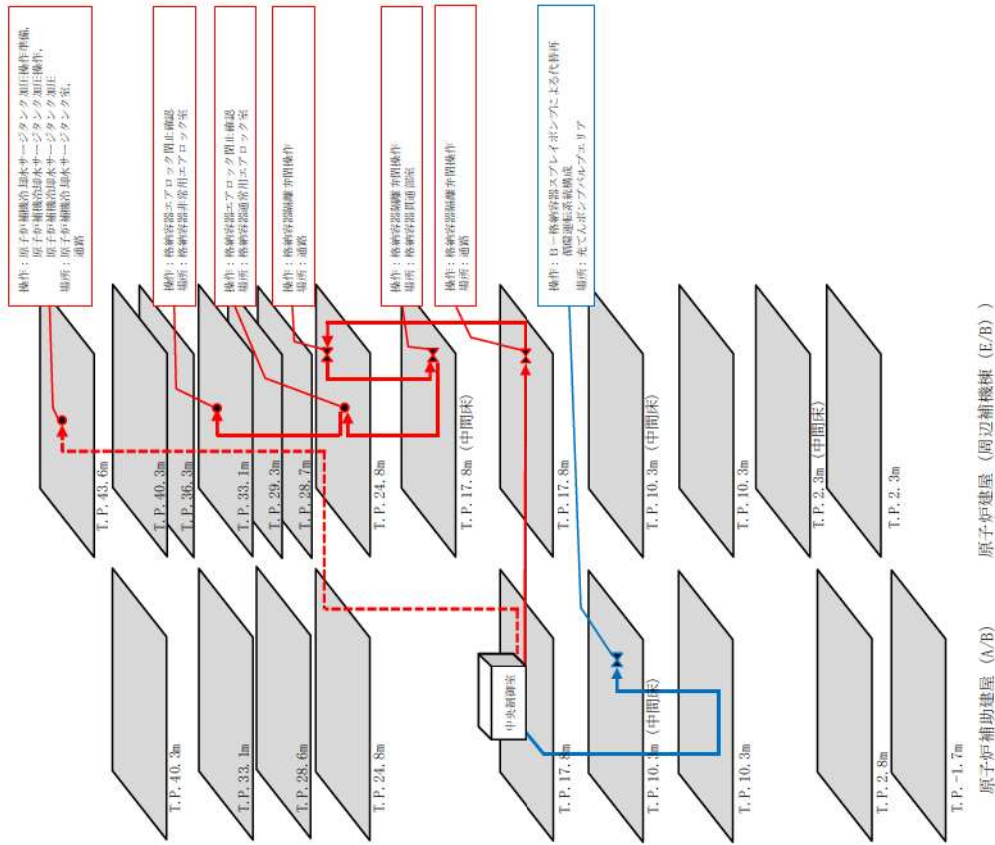 操作：原子炉補機冷却水サージタンク加圧操作準備，
原子炉補機冷却水サージタンク加圧操作，
原子炉補機冷却水サージタンク加圧
場所：原子炉補機冷却水サージタンク室，
通路
操作：格納容器エアロック閉止確認
場所：格納容器非常用エアロック室
操作：格納容器エアロック閉止確認
場所：格納容器通常用エアロック室
操作：格納容器隔離弁閉操作
場所：通路
操作：格納容器隔離弁閉操作
場所：格納容器貫通部室
操作：格納容器隔離弁閉操作
場所：通路
操作：B－格納容器スプレイポンプによる代替再
循環運転系統構成
場所：充てんポンプバルブエリア
T.P.43.6m
T.P.40.3m
T.P.36.3m
T.P.33.1m
T.P.29.3m
T.P.28.7m
T.P.24.8m
T.P.17.8m（中間床）
T.P.17.8m
T.P.10.3m（中間床）
T.P.10.3m
T.P.2.3m（中間床）
T.P.2.3m
原子炉建屋（周辺補機棟（E/B））
T.P.40.3m
T.P.33.1m
T.P.28.6m
T.P.24.8m
中央制御室
T.P.17.8m
T.P.10.3m（中間床）
T.P.10.3m
T.P.2.8m
T.P.-1.7m
原子炉補助建屋（A/B）